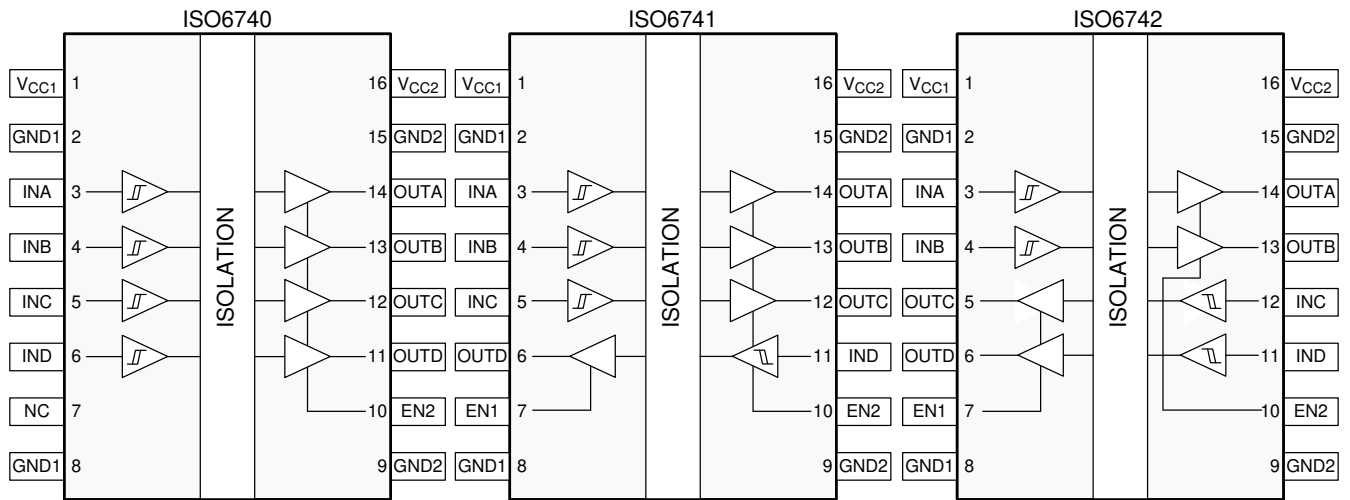 ISO6740 ISO6741 ISO6742
VCC1 1 16 VCC2 VCC1 1 16 VCC2 VCC1 1 16 VCC2
GND1 2 15 GND2 GND1 2 15 GND2 GND1 2 15 GND2
INA 3 14 OUTA INA 3 14 OUTA INA 3 14 OUTA
INB 4 13 OUTB INB 4 13 OUTB INB 4 13 OUTB
INC 5 12 OUTC INC 5 12 OUTC OUTC 5 12 INC
IND 6 11 OUTD OUTD 6 11 IND OUTD 6 11 IND
NC 7 10 EN2 EN1 7 10 EN2 EN1 7 10 EN2
GND1 8 9 GND2 GND1 8 9 GND2 GND1 8 9 GND2
ISOLATION
ISOLATION
ISOLATION